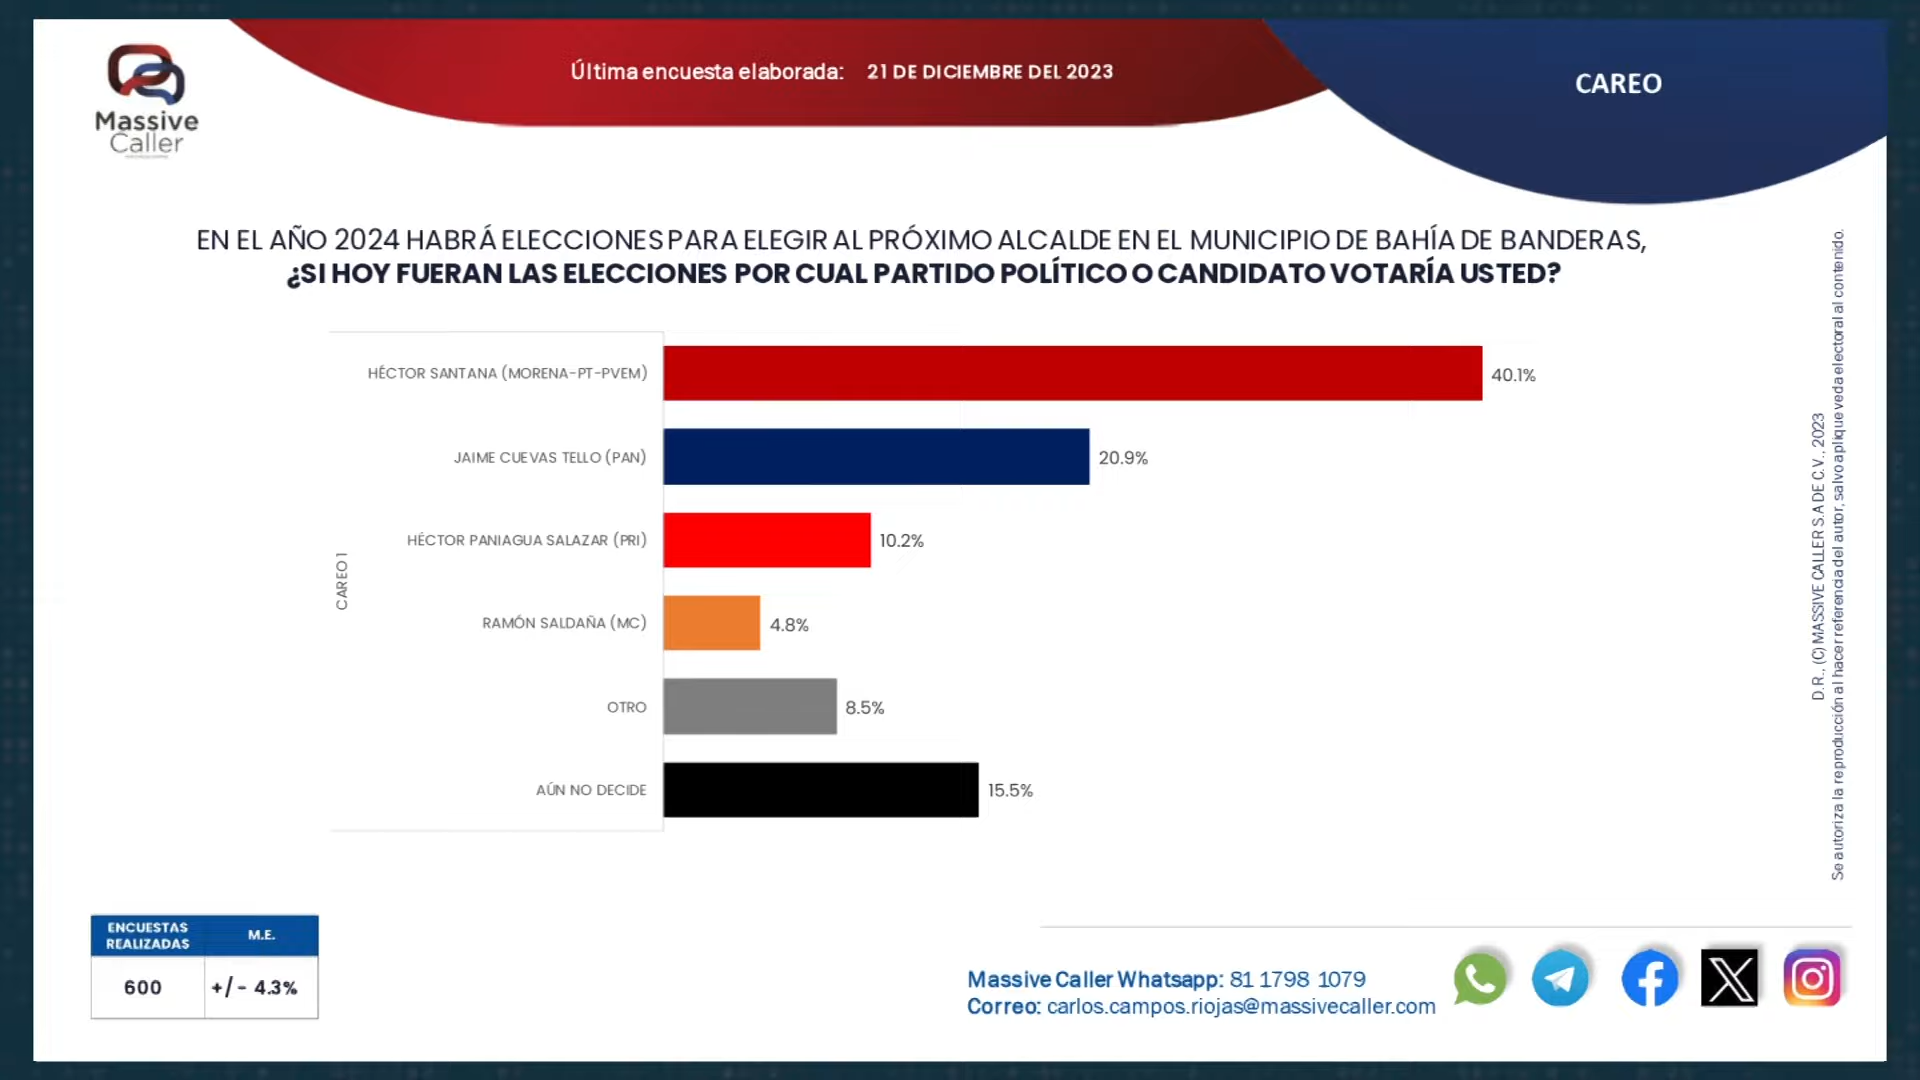 Massive
Caller
Última encuesta elaborada: 21 DE DICIEMBRE DEL 2023
CAREO
EN EL AÑO 2024 HABRÁ ELECCIONES PARA ELEGIR AL PRÓXIMO ALCALDE EN EL MUNICIPIO DE BAHÍA DE BANDERAS,
¿SI HOY FUERAN LAS ELECCIONES POR CUAL PARTIDO POLÍTICO O CANDIDATO VOTARÍA USTED?
CAREO 1
HÉCTOR SANTANA (MORENA-PT-PVEM) 40.1%
JAIME CUEVAS TELLO (PAN) 20.9%
HÉCTOR PANIAGUA SALAZAR (PRI) 10.2%
RAMÓN SALDAÑA (MC) 4.8%
OTRO 8.5%
AÚN NO DECIDE 15.5%
D.R., (C) MASSIVE CALLER S.A DE C.V., 2023
Se autoriza la reproducción al hacer referencia del autor, salvo aplique veda electoral al contenido.
ENCUESTAS
REALIZADAS
M.E.
600 +/- 4.3%
Massive Caller Whatsapp: 81 1798 1079
Correo: carlos.campos.riojas@massivecaller.com